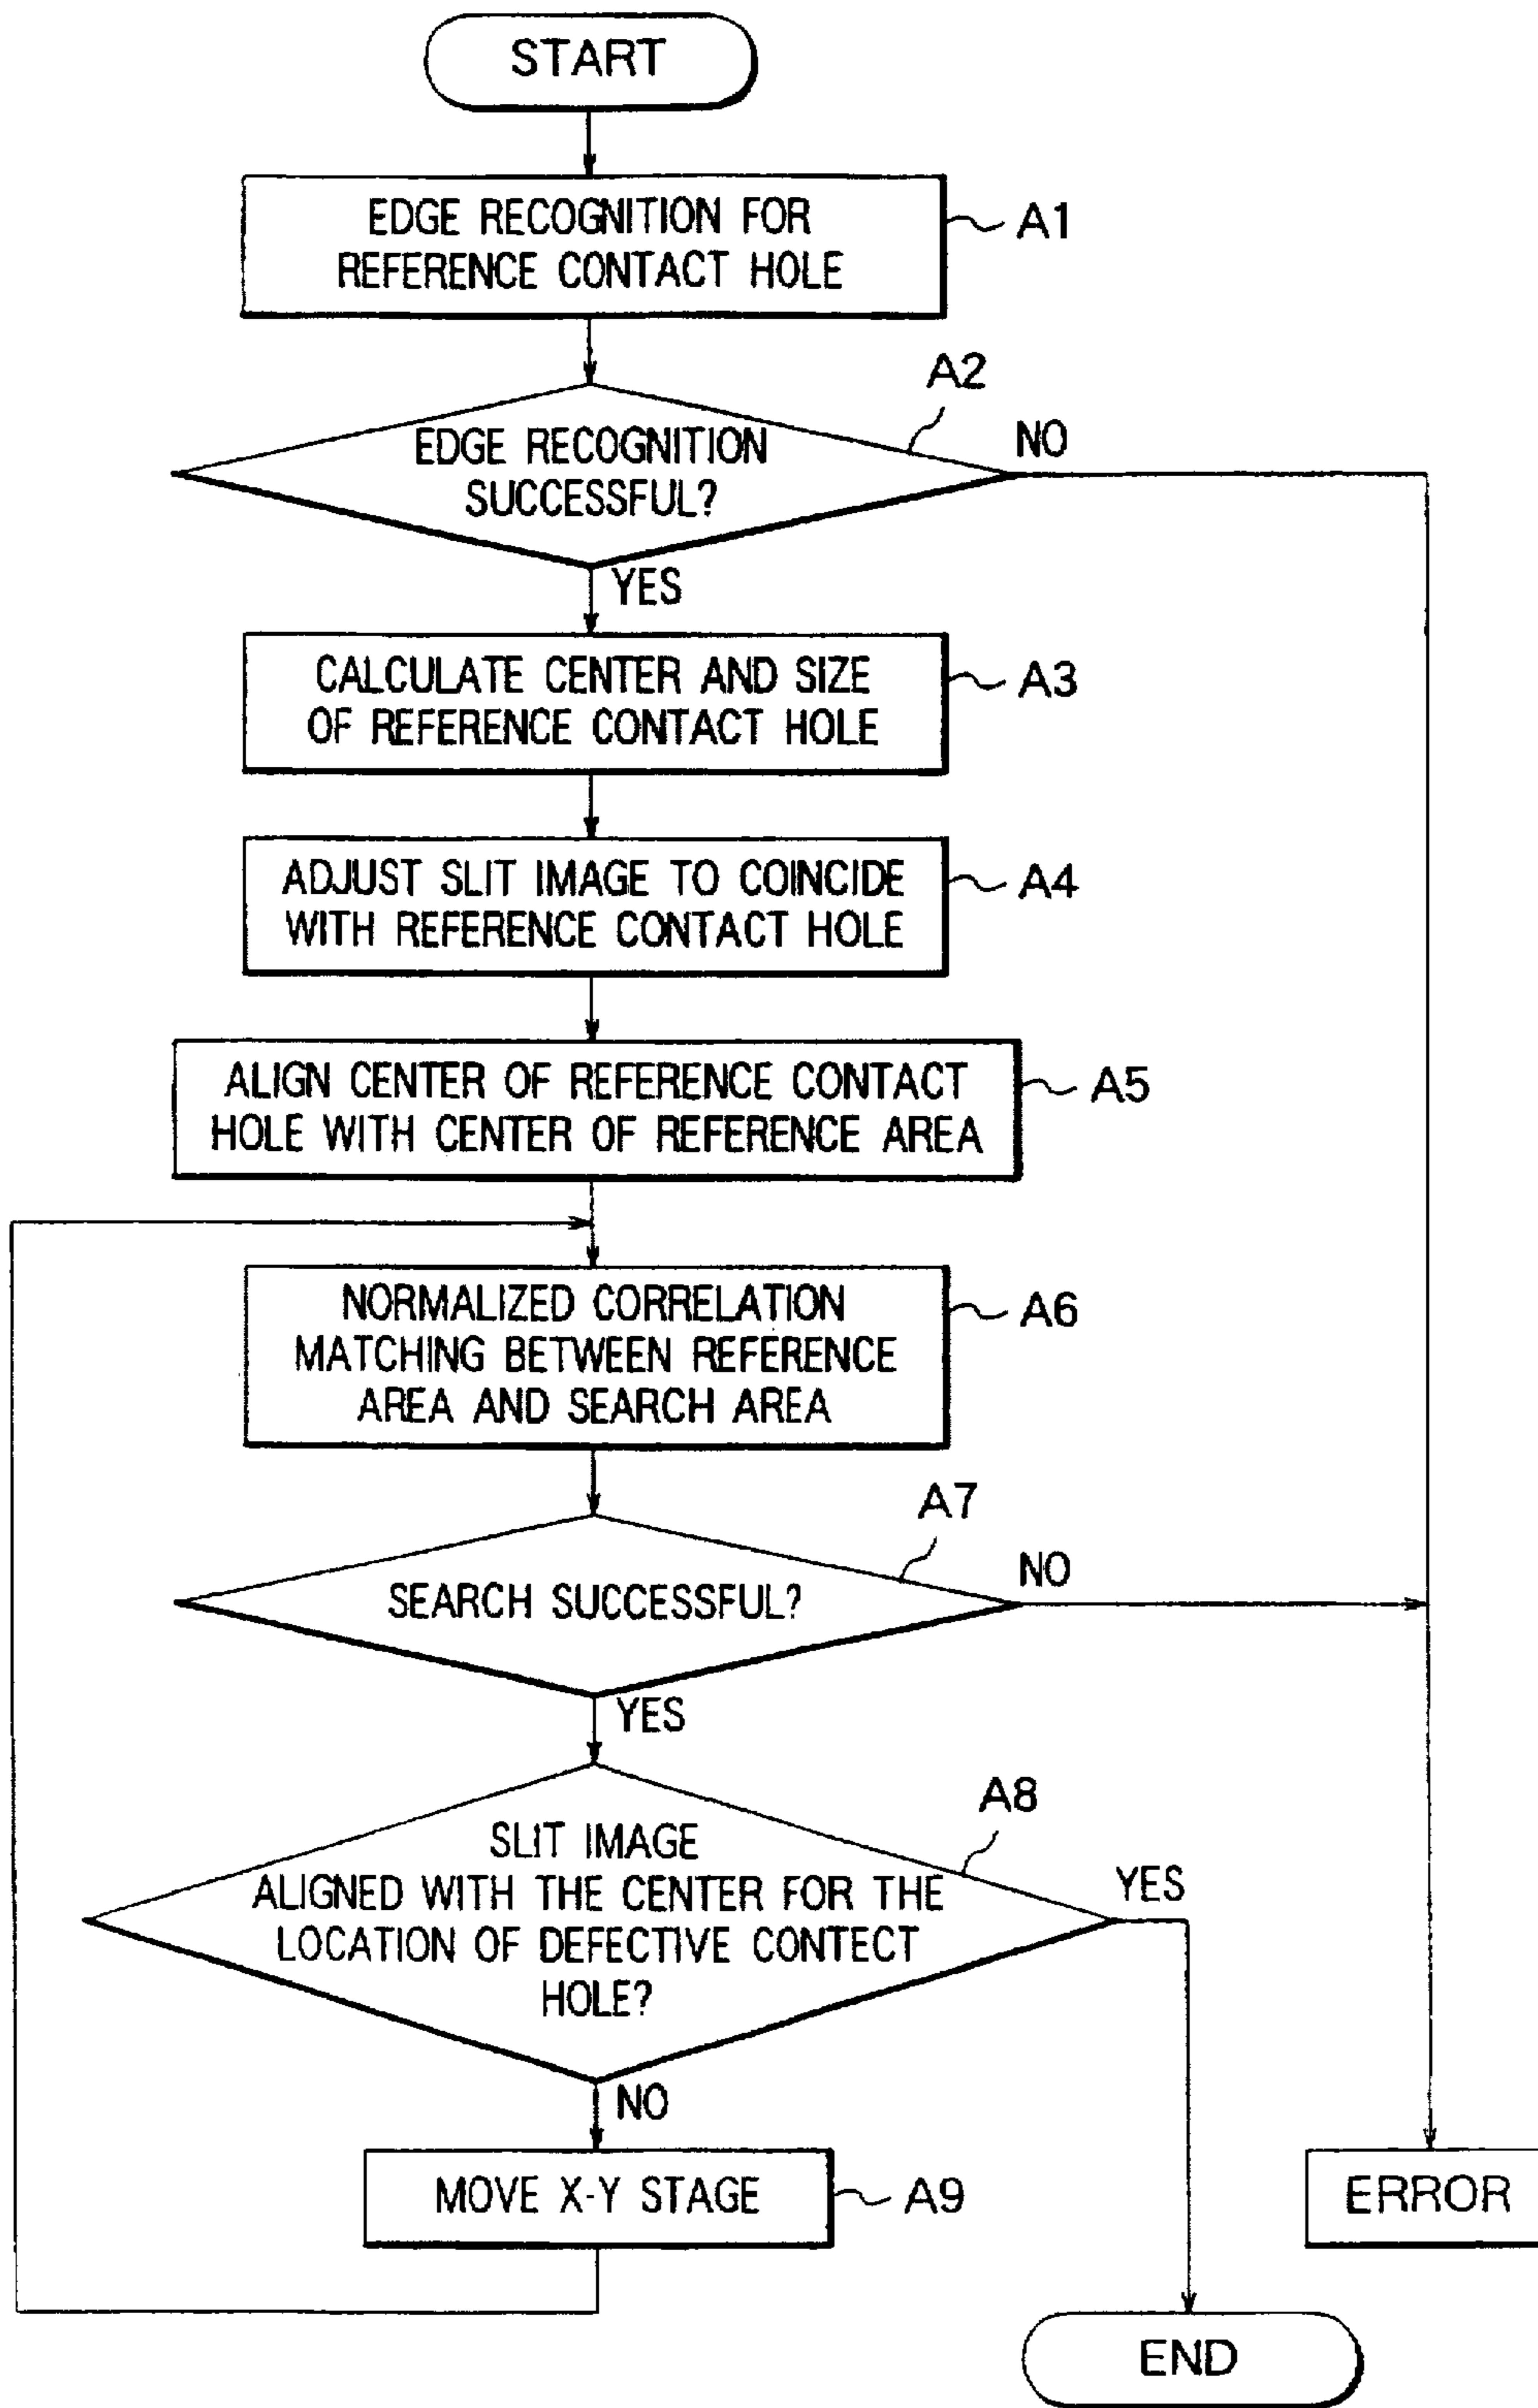 START
EDGE RECOGNITION FOR
REFERENCE CONTACT HOLE
A1
A2
EDGE RECOGNITION
SUCCESSFUL?
NO
YES
CALCULATE CENTER AND SIZE
OF REFERENCE CONTACT HOLE
A3
ADJUST SLIT IMAGE TO COINCIDE
WITH REFERENCE CONTACT HOLE
A4
ALIGN CENTER OF REFERENCE CONTACT
HOLE WITH CENTER OF REFERENCE AREA
A5
NORMALIZED CORRELATION
MATCHING BETWEEN REFERENCE
AREA AND SEARCH AREA
A6
A7
SEARCH SUCCESSFUL?
NO
YES
A8
SLIT IMAGE
ALIGNED WITH THE CENTER FOR THE
LOCATION OF DEFECTIVE CONTECT
HOLE?
YES
NO
MOVE X-Y STAGE
A9
ERROR
END